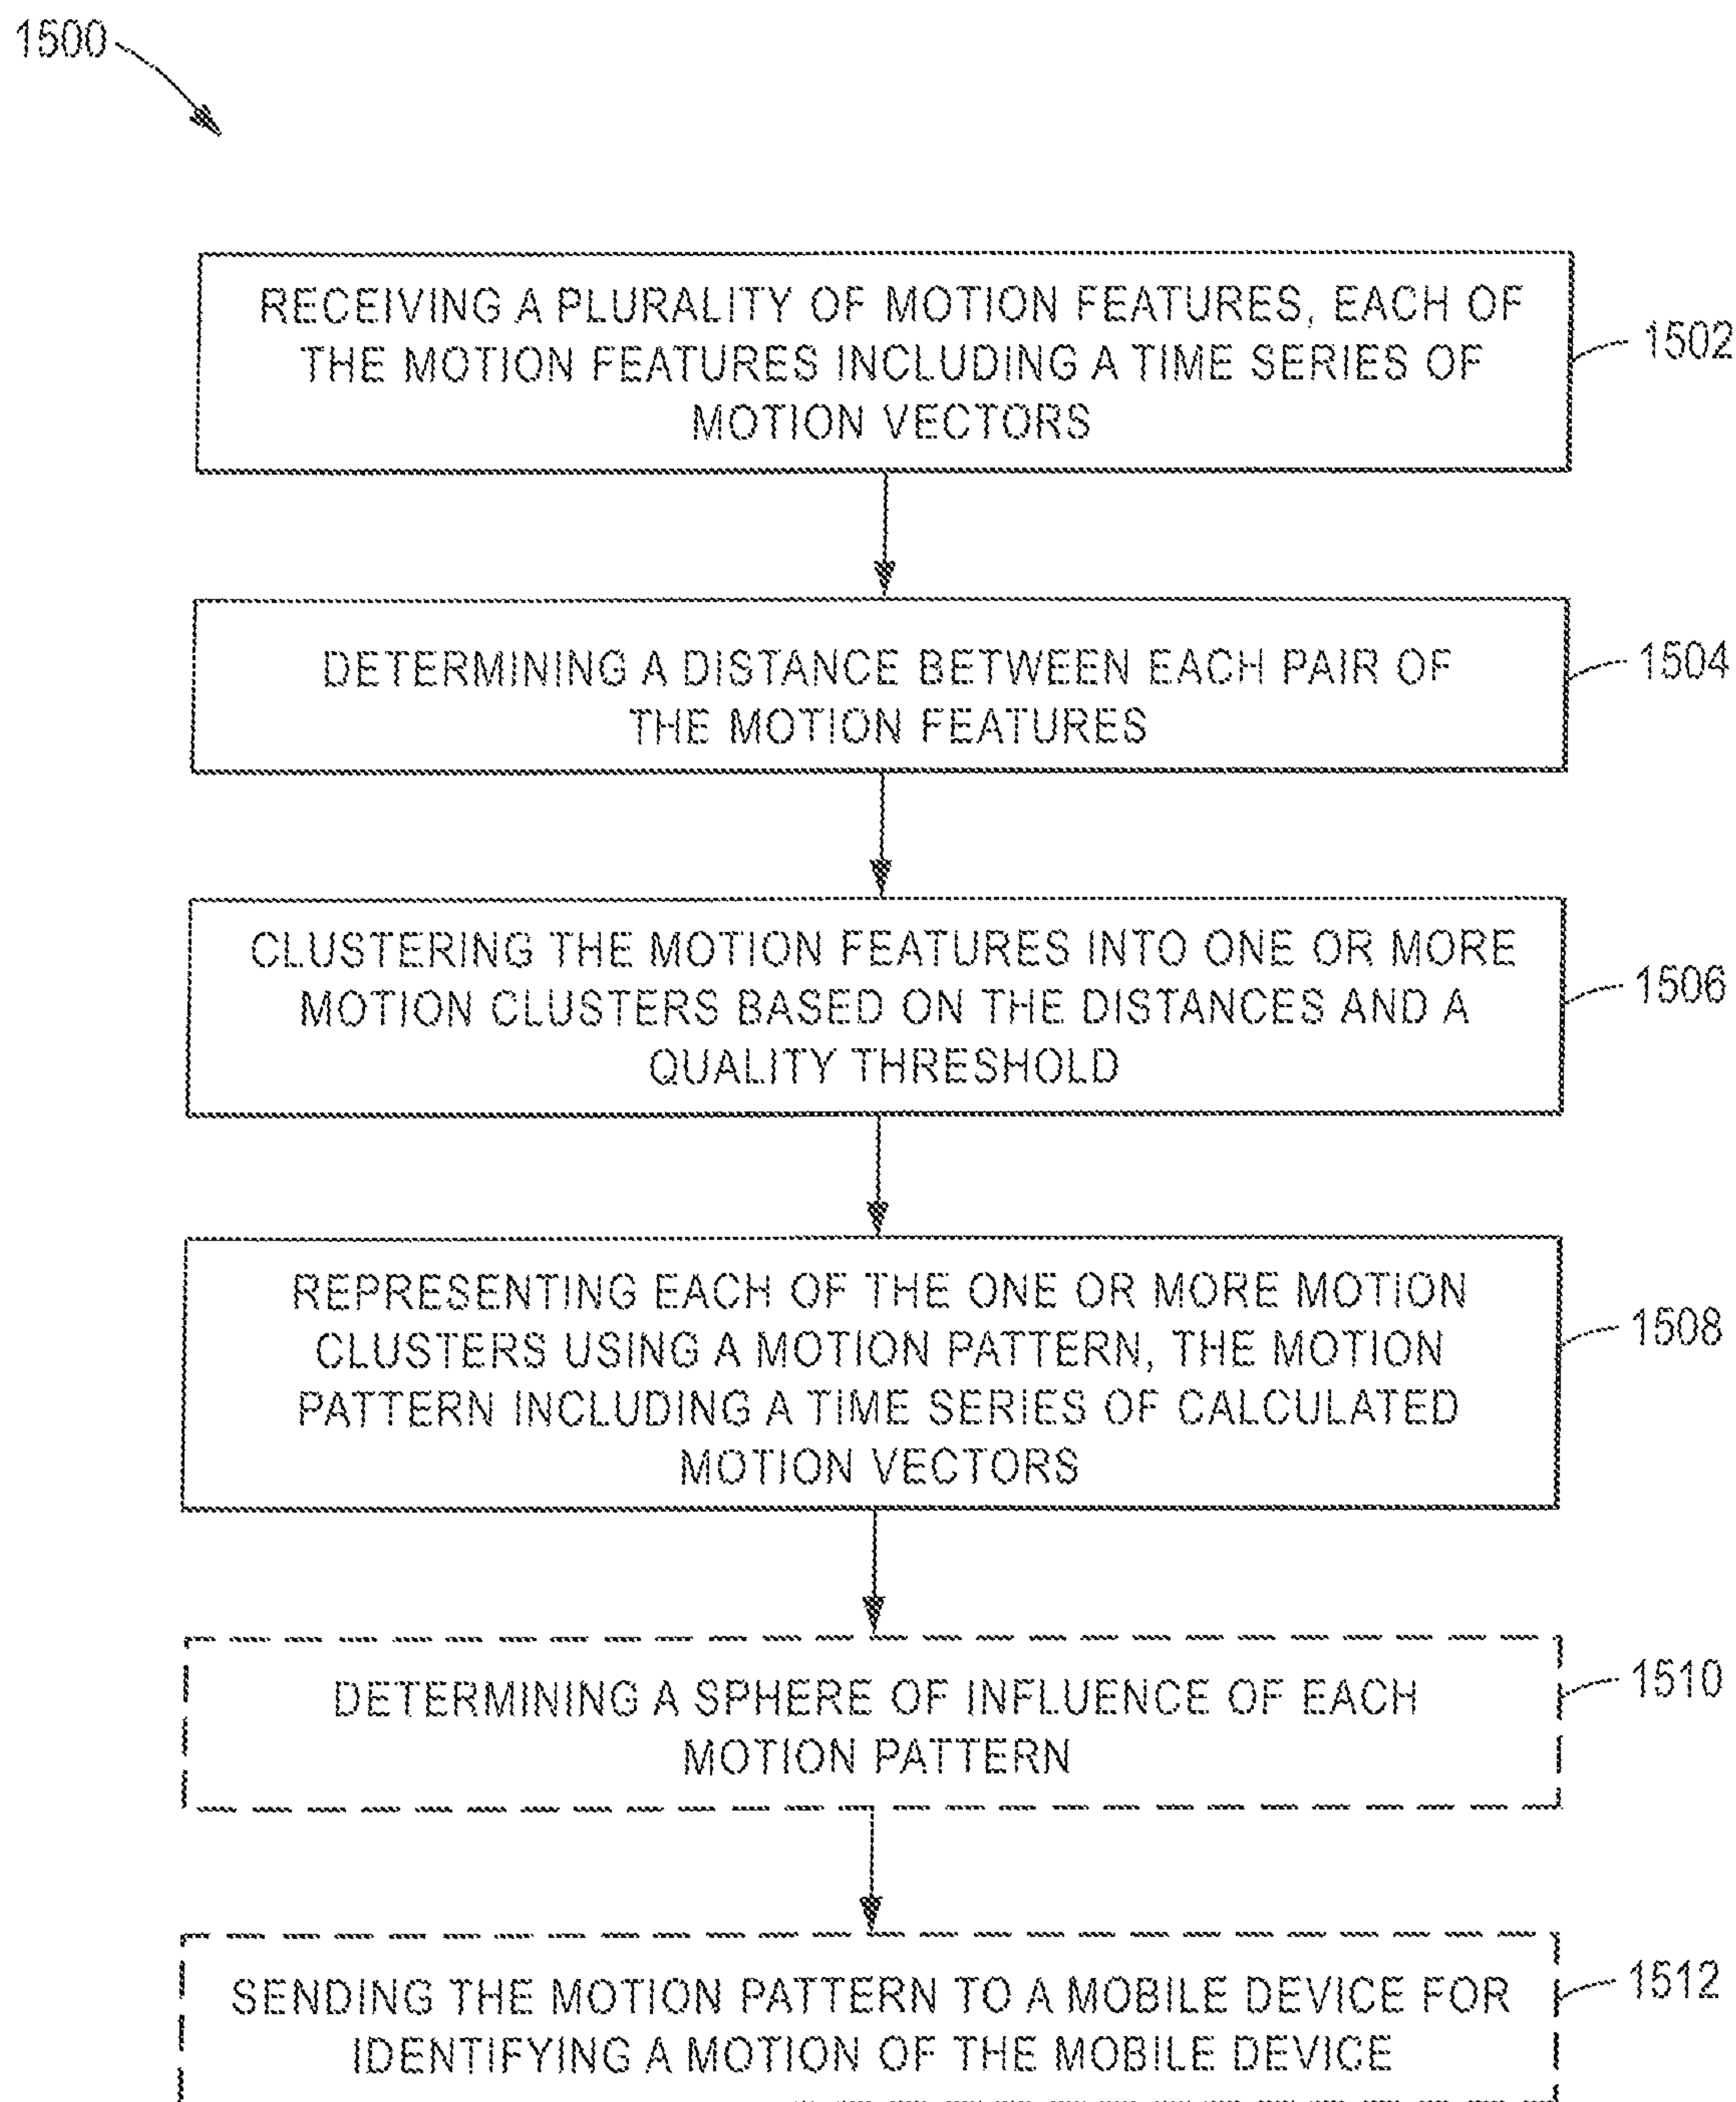 1500
RECEIVING A PLURALITY OF MOTION FEATURES, EACH OF
THE MOTION FEATURES INCLUDING A TIME SERIES OF
MOTION VECTORS
1502
DETERMINING A DISTANCE BETWEEN EACH PAIR OF
THE MOTION FEATURES
1504
CLUSTERING THE MOTION FEATURES INTO ONE OR MORE
MOTION CLUSTERS BASED ON THE DISTANCES AND A
QUALITY THRESHOLD
1506
REPRESENTING EACH OF THE ONE OR MORE MOTION
CLUSTERS USING A MOTION PATTERN, THE MOTION
PATTERN INCLUDING A TIME SERIES OF CALCULATED
MOTION VECTORS
1508
DETERMINING A SPHERE OF INFLUENCE OF EACH
MOTION PATTERN
1510
SENDING THE MOTION PATTERN TO A MOBILE DEVICE FOR
IDENTIFYING A MOTION OF THE MOBILE DEVICE
1512